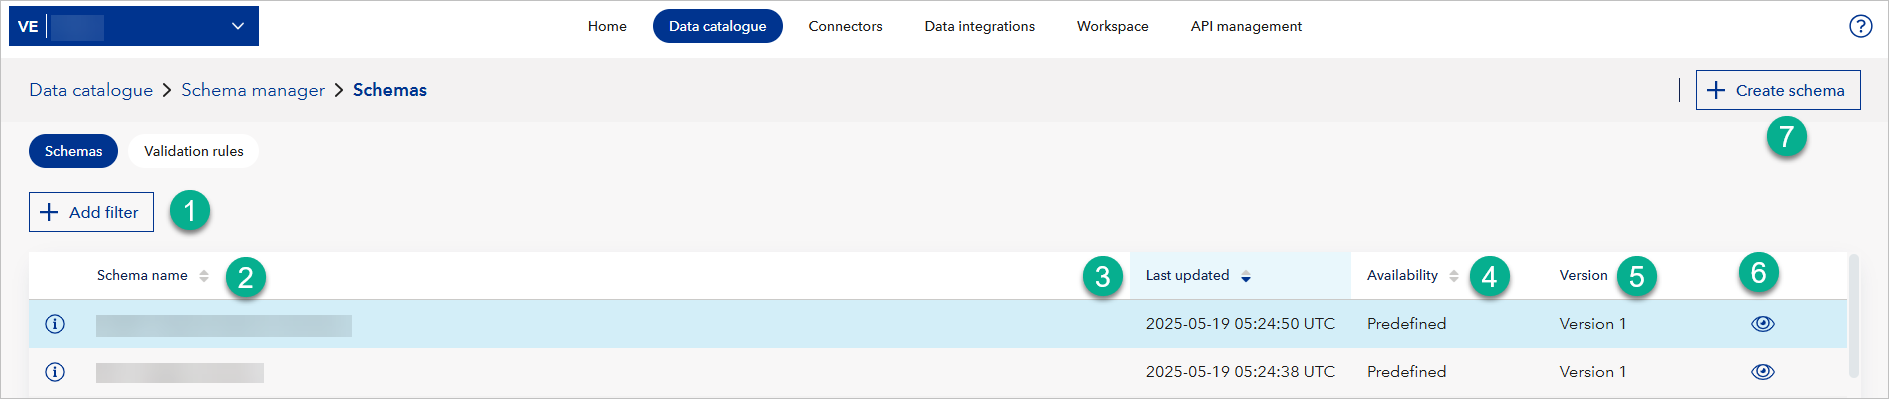 VE
Home Data catalogue Connectors Data integrations Workspace API management ?
Data catalogue > Schema manager > Schemas
+ Create schema
7
Schemas Validation rules
+ Add filter 1
Schema name 2 3 Last updated Availability 4 Version 5 6
i 2025-05-19 05:24:50 UTC Predefined Version 1
i 2025-05-19 05:24:38 UTC Predefined Version 1